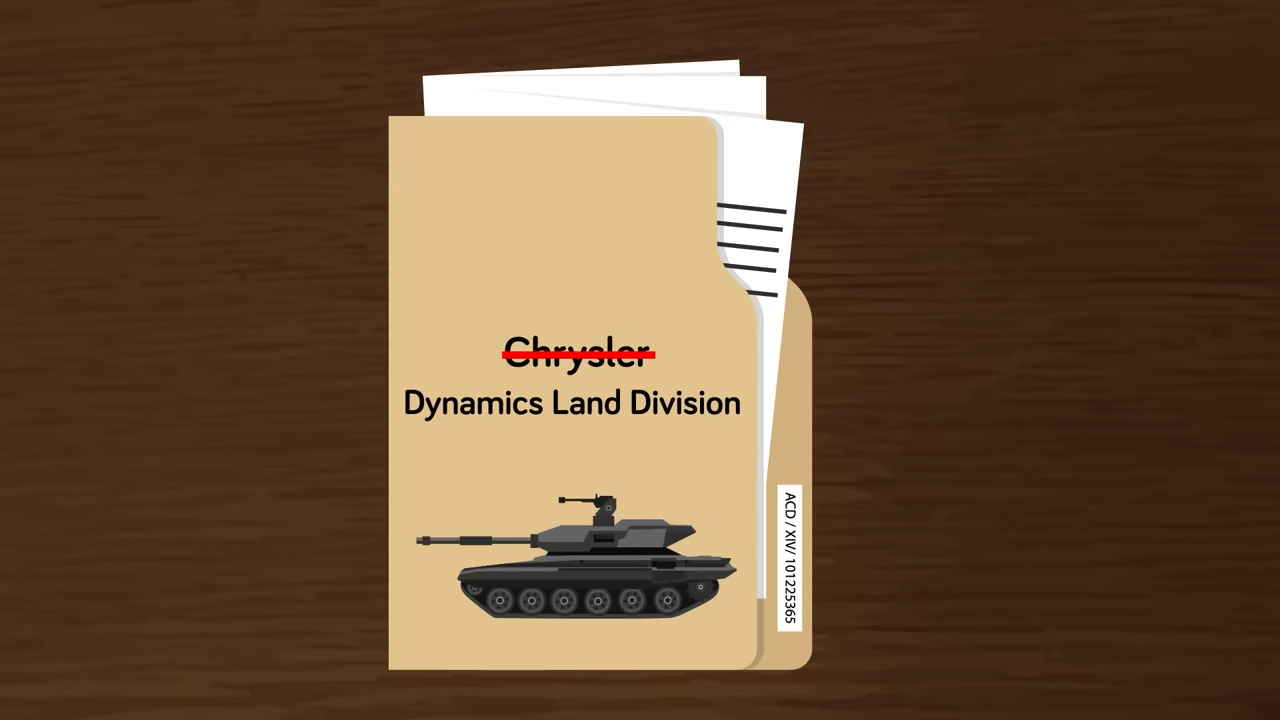 Chrysler
Dynamics Land Division
ACD / XIV/ 101225365